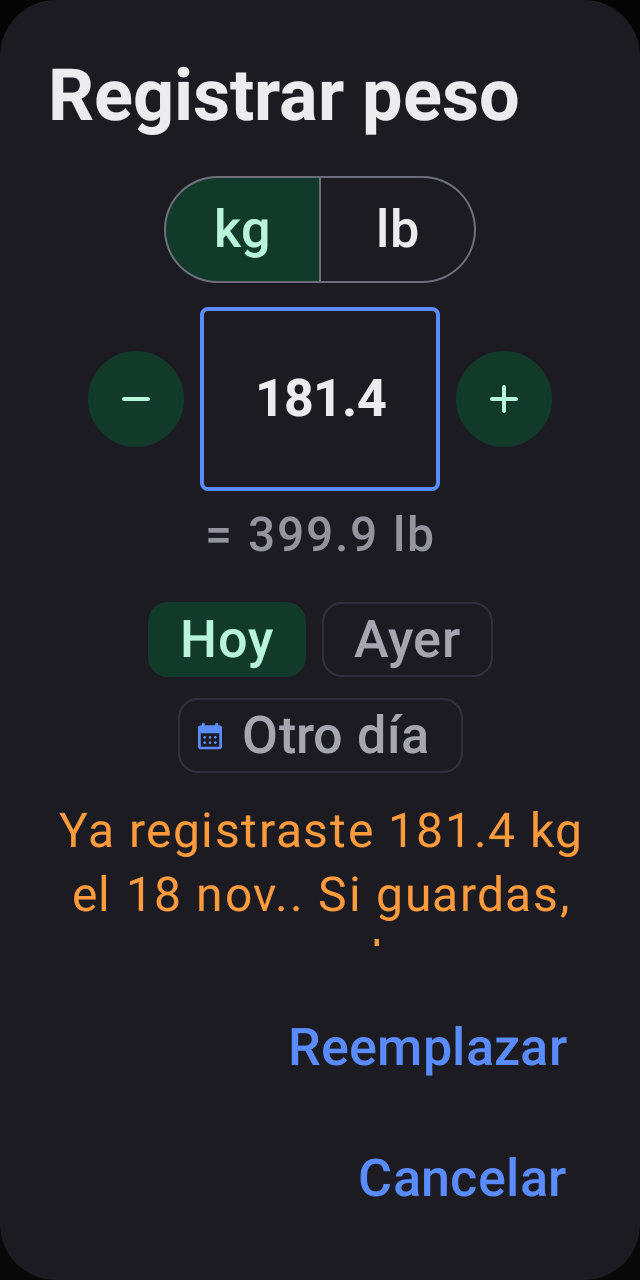 Registrar peso
kg lb
− 181.4 +
= 399.9 lb
Hoy Ayer
Otro día
Ya registraste 181.4 kg
el 18 nov.. Si guardas,
Reemplazar
Cancelar